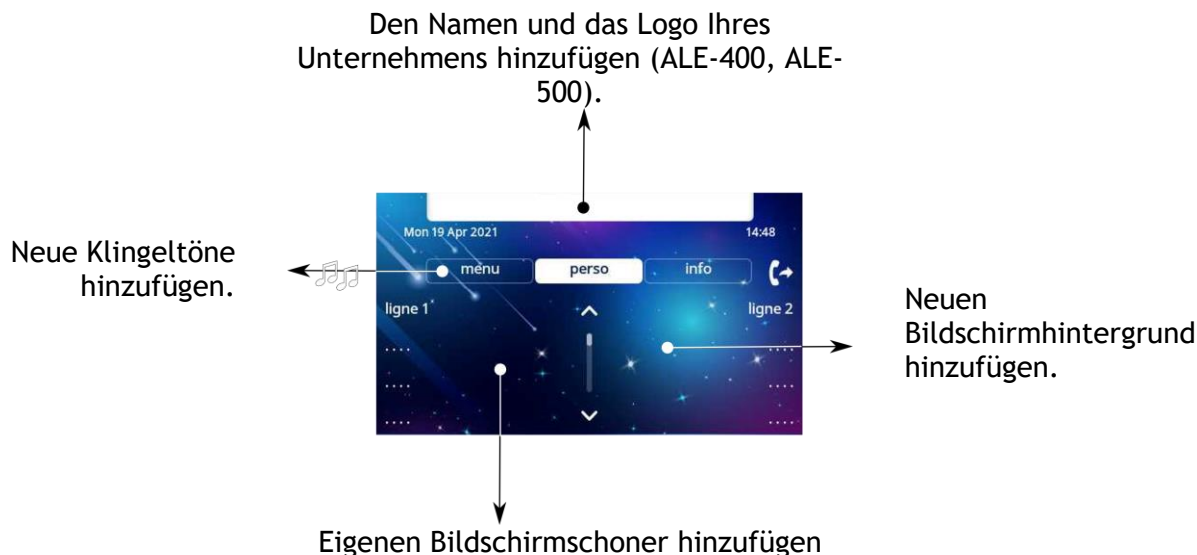 Den Namen und das Logo Ihres
Unternehmens hinzufügen (ALE-400, ALE-
500).
Mon 19 Apr 2021
14:48
Neue Klingeltöne
hinzufügen.
menu
perso
info
ligne 1
ligne 2
Neuen
Bildschirmhintergrund
hinzufügen.
....
....
....
....
....
....
Eigenen Bildschirmschoner hinzufügen